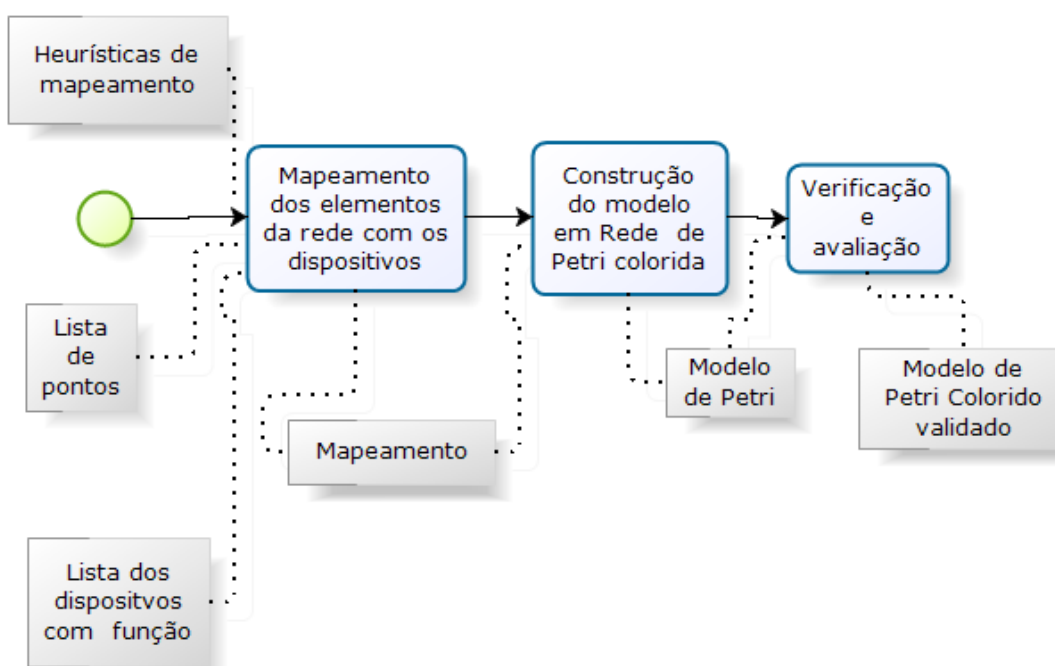 Heurísticas de
mapeamento
Mapeamento
dos elementos
da rede com os
dispositivos
Construção
do modelo
em Rede de
Petri colorida
Verificação
e
avaliação
Lista
de
pontos
Modelo
de Petri
Modelo de
Petri Colorido
validado
Mapeamento
Lista dos
dispositvos
com função